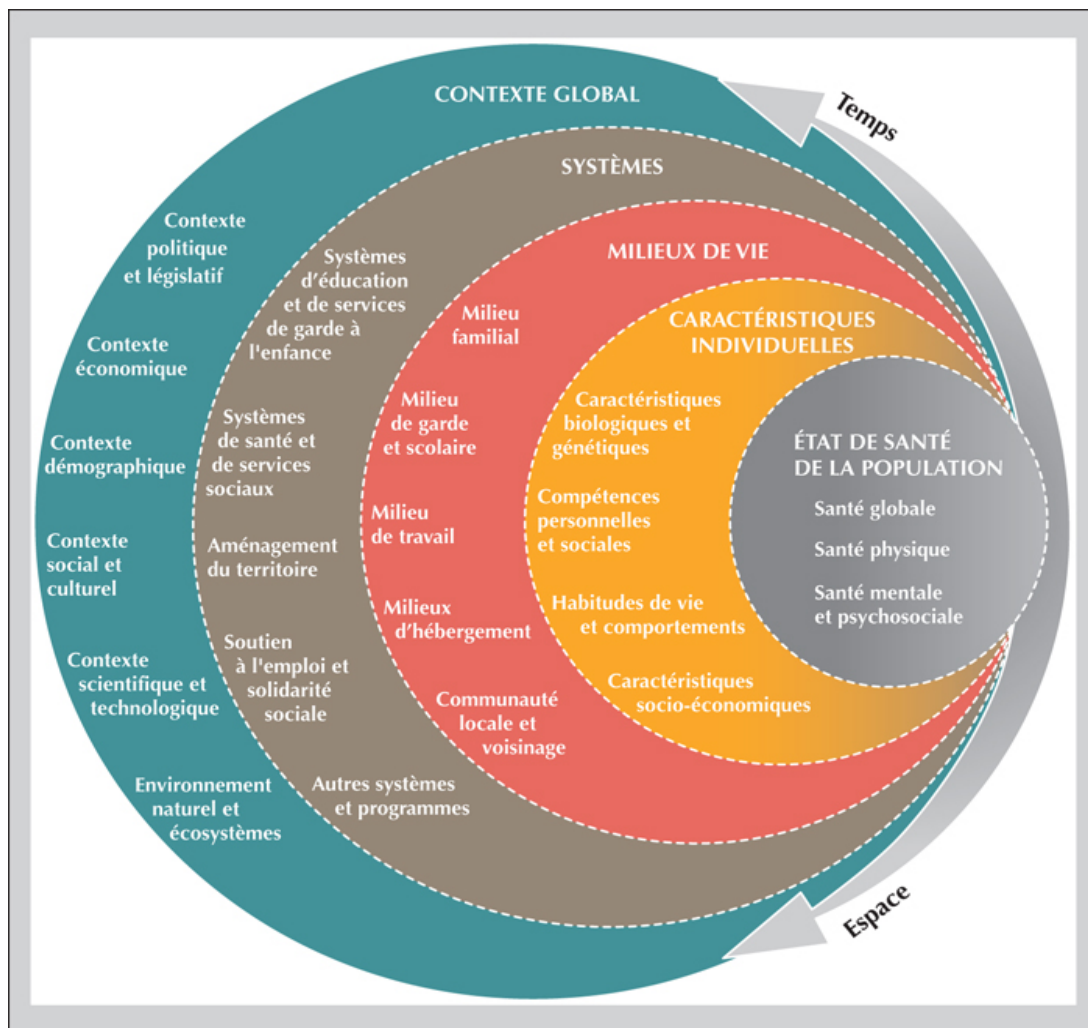 CONTEXTE GLOBAL
Contexte
politique
et législatif
Contexte
économique
Contexte
démographique
Contexte
social et
culturel
Contexte
scientifique et
technologique
Environnement
naturel et
écosystèmes
SYSTÈMES
Systèmes
d'éducation
et de services
de garde à
l'enfance
Systèmes
de santé et
de services
sociaux
Aménagement
du territoire
Soutien
à l'emploi et
solidarité
sociale
Autres systèmes
et programmes
MILIEUX DE VIE
Milieu
familial
Milieu
de garde
et scolaire
Milieu
de travail
Milieux
d'hébergement
Communauté
locale et
voisinage
CARACTÉRISTIQUES
INDIVIDUELLES
Caractéristiques
biologiques et
génétiques
Compétences
personnelles
et sociales
Habitudes de vie
et comportements
Caractéristiques
socio-économiques
ÉTAT DE SANTÉ
DE LA POPULATION
Santé globale
Santé physique
Santé mentale
et psychosociale
Temps
Espace